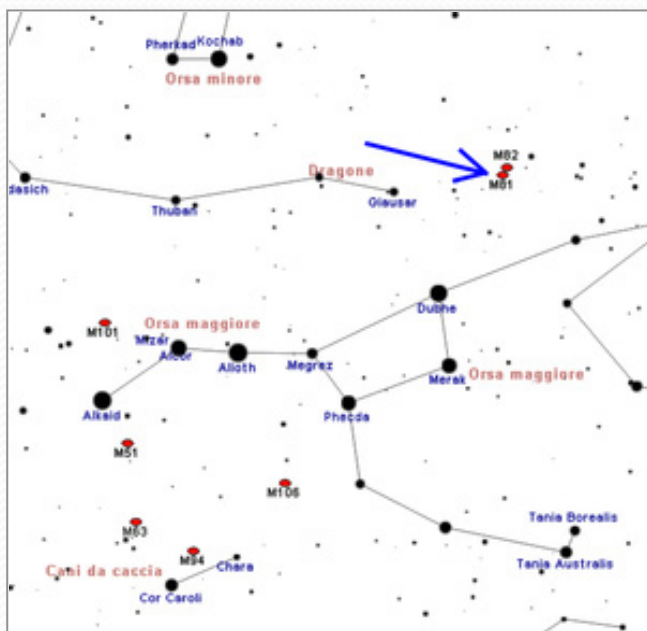 Pherkad Kochab
Orsa minore
M82
M81
Dragone
dasich
Thuban
Giausar
M101
Orsa maggiore
Dubhe
Mizar
Alcor
Alioth
Megrez
Merak
Orsa maggiore
Alkaid
Phecda
M51
M106
M63
Tania Borealis
M94
Chara
Cani da caccia
Tania Australis
Cor Caroli